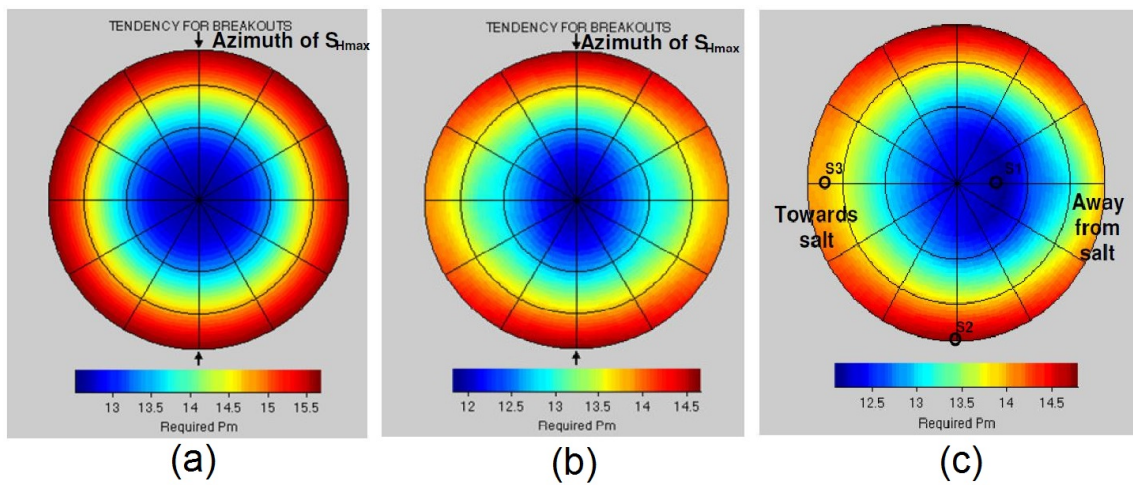 TENDENCY FOR BREAKOUTS
Azimuth of SHmax
13 13.5 14 14.5 15 15.5
Required Pm
(a)
TENDENCY FOR BREAKOUTS
Azimuth of SHmax
12 12.5 13 13.5 14 14.5
Required Pm
(b)
S3
S1
Towards
salt
Away
from
salt
S2
12.5 13 13.5 14 14.5
Required Pm
(c)